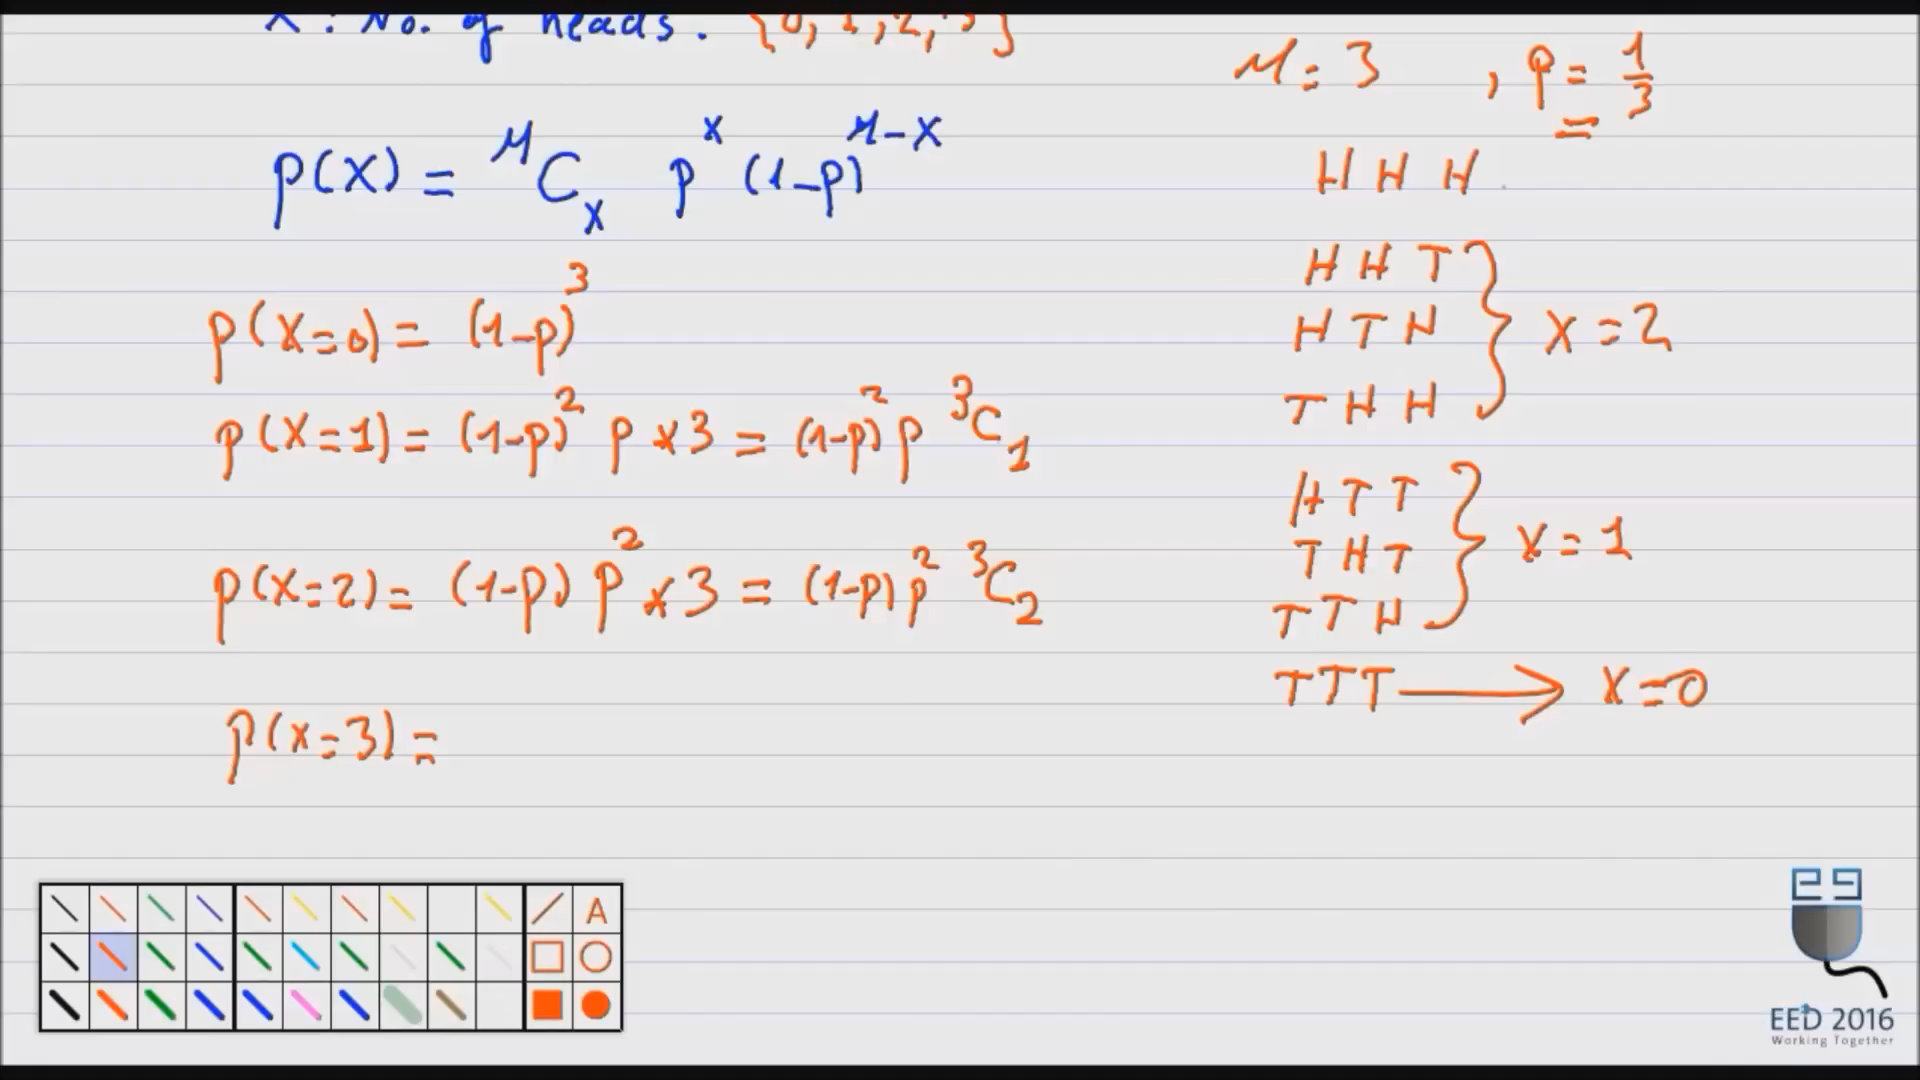 X : No. of heads. {0, 1, 2, 3}
P(X) = ⁿCₓ pˣ (1-p)ⁿ⁻ˣ
P(X=0) = (1-p)³
P(X=1) = (1-p)² p * 3 = (1-p)² p ³C₁
P(X=2) = (1-p) p² * 3 = (1-p) p² ³C₂
P(X=3) =
n = 3 , p = 1/3
H H H
H H T
H T H
T H H
X = 2
H T T
T H T
T T H
X = 1
T T T → X = 0
A
EED 2016
Working Together